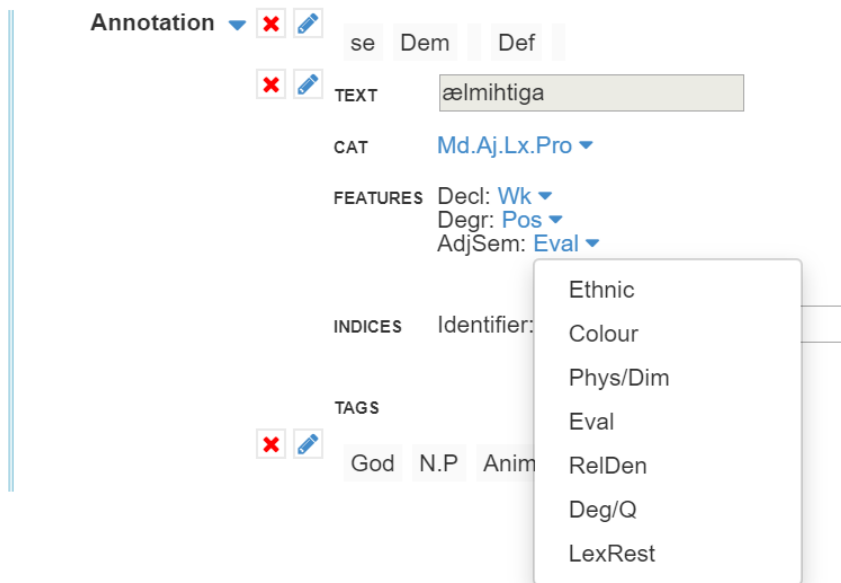 Annotation
se Dem Def
TEXT ælmihtiga
CAT Md.Aj.Lx.Pro
FEATURES Decl: Wk
Degr: Pos
AdjSem: Eval
Ethnic
INDICES Identifier: Colour
Phys/Dim
TAGS Eval
God N.P Anim RelDen
Deg/Q
LexRest